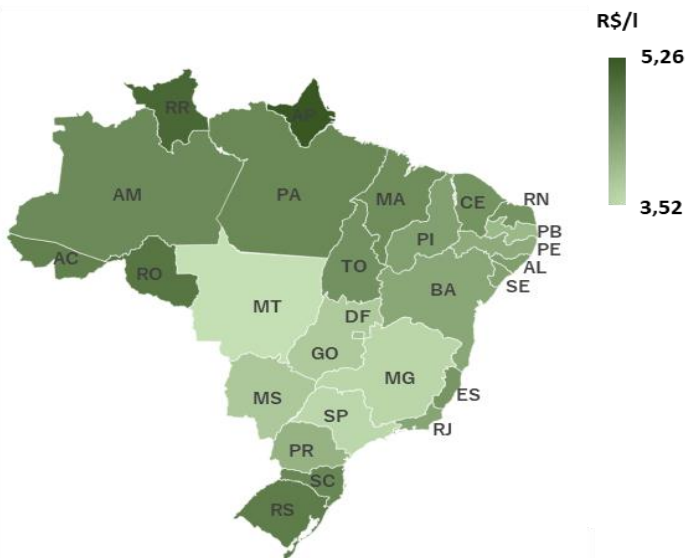 R$/l
5,26
3,52
RR
AP
AM
PA
MA
CE
RN
PB
PE
AL
SE
PI
AC
RO
TO
BA
MT
DF
GO
MG
ES
MS
SP
RJ
PR
SC
RS